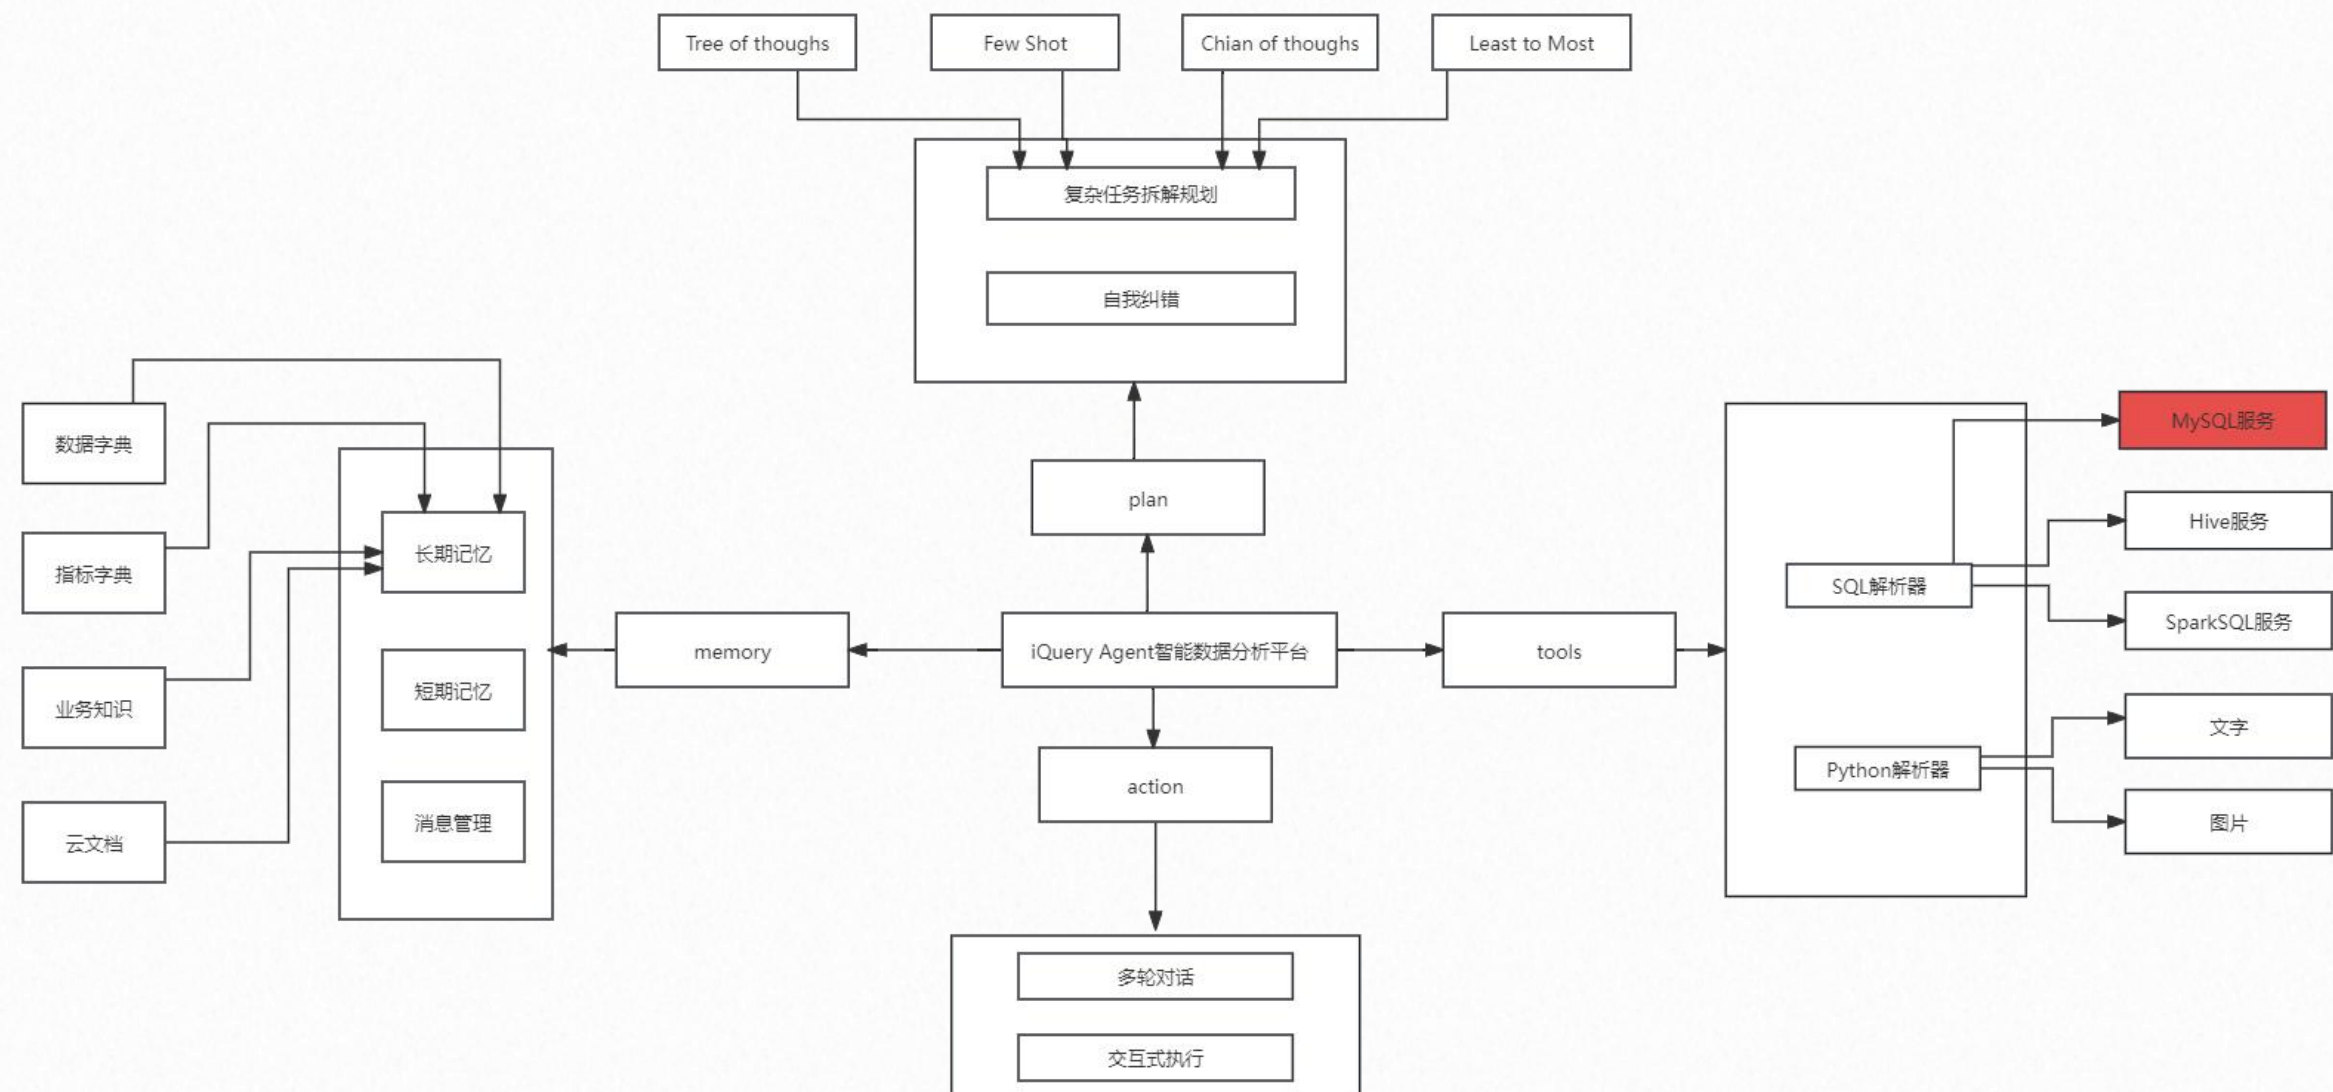 Tree of thoughs
Few Shot
Chian of thoughs
Least to Most
复杂任务拆解规划
自我纠错
plan
数据字典
指标字典
业务知识
云文档
长期记忆
短期记忆
消息管理
memory
iQuery Agent智能数据分析平台
tools
action
多轮对话
交互式执行
SQL解析器
Python解析器
MySQL服务
Hive服务
SparkSQL服务
文字
图片